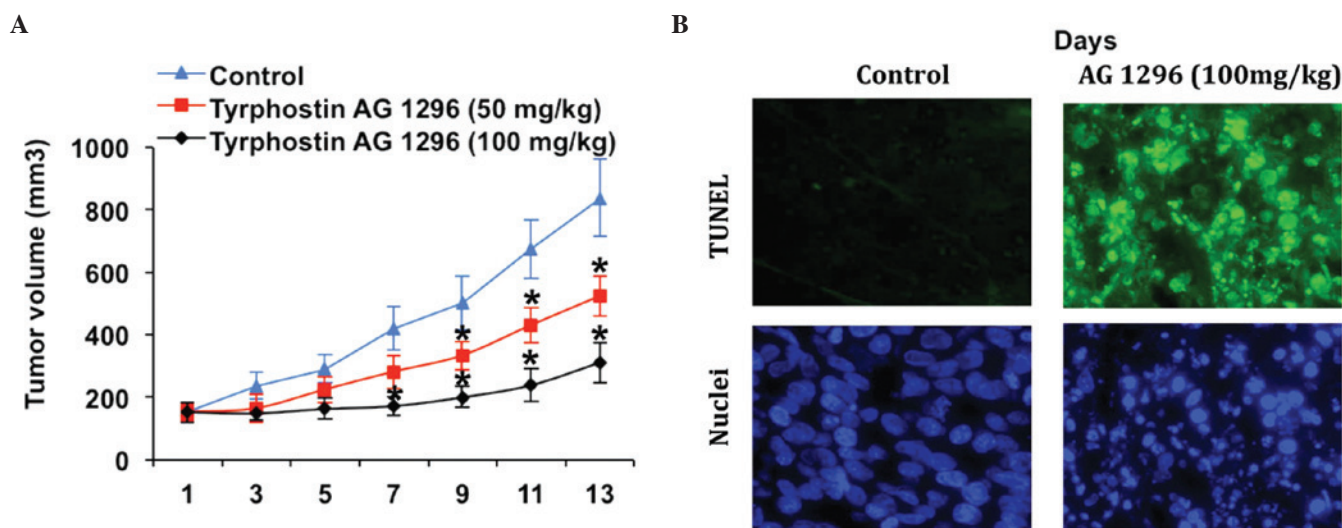 A
Control
Tyrphostin AG 1296 (50 mg/kg)
Tyrphostin AG 1296 (100 mg/kg)
Tumor volume (mm3)
1000
800
600
400
200
0
1 3 5 7 9 11 13
* * * * * * *
B
Days
Control AG 1296 (100mg/kg)
TUNEL
Nuclei